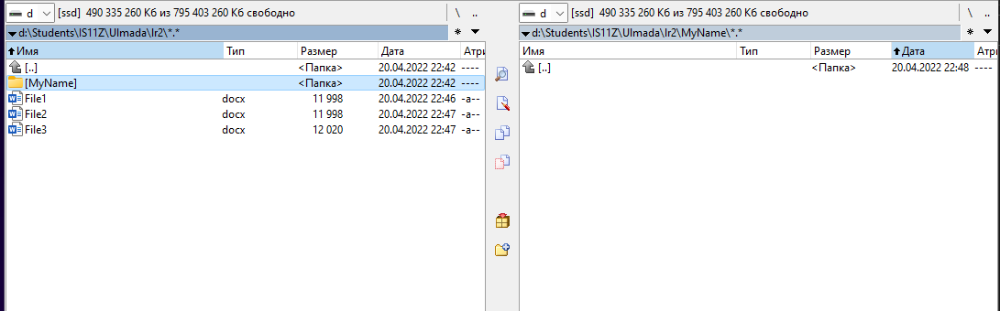 d [ssd] 490 335 260 Кб из 795 403 260 Кб свободно \ ..
d:\Students\IS11Z\Ulmada\lr2\*.* *
Имя Тип Размер Дата Атри
[..] <Папка> 20.04.2022 22:42 ----
[MyName] <Папка> 20.04.2022 22:42 ----
File1 docx 11 998 20.04.2022 22:46 -a--
File2 docx 11 998 20.04.2022 22:47 -a--
File3 docx 12 020 20.04.2022 22:47 -a--
d [ssd] 490 335 260 Кб из 795 403 260 Кб свободно \ ..
d:\Students\IS11Z\Ulmada\lr2\MyName\*.* *
Имя Тип Размер Дата Атри
[..] <Папка> 20.04.2022 22:48 ----